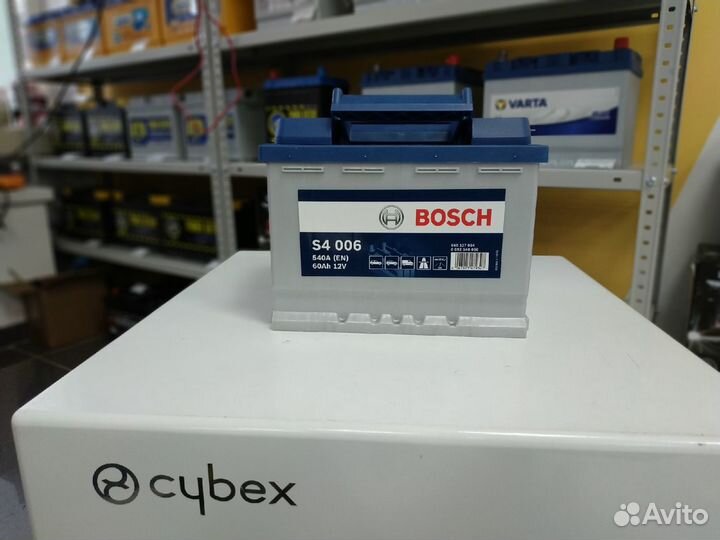 VARTA
BOSCH
S4 006
540A (EN)
60Ah 12V
cybex
Avito